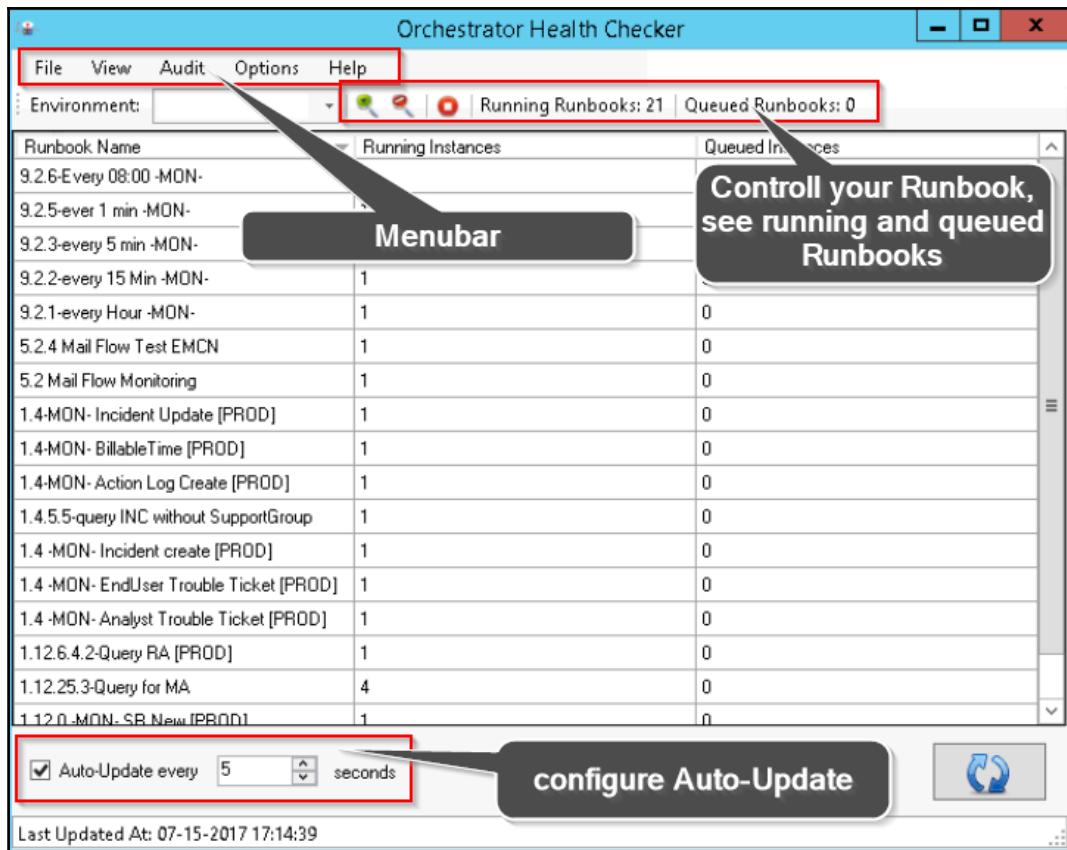 Orchestrator Health Checker
File View Audit Options Help
Environment: Running Runbooks: 21 Queued Runbooks: 0
Runbook Name Running Instances Queued
9.2.6-Every 08:00 -MON-
9.2.5-ever 1 min -MON-
9.2.3-every 5 min -MON-
Menubar
Controll your Runbook,
see running and queued
Runbooks
9.2.2-every 15 Min -MON- 1
9.2.1-every Hour -MON- 1 0
5.2.4 Mail Flow Test EMCN 1 0
5.2 Mail Flow Monitoring 1 0
1.4-MON- Incident Update [PROD] 1 0
1.4-MON- BillableTime [PROD] 1 0
1.4-MON- Action Log Create [PROD] 1 0
1.4.5.5-query INC without SupportGroup 1 0
1.4 -MON- Incident create [PROD] 1 0
1.4 -MON- EndUser Trouble Ticket [PROD] 1 0
1.4 -MON- Analyst Trouble Ticket [PROD] 1 0
1.12.6.4.2-Query RA [PROD] 1 0
1.12.25.3-Query for MA 4 0
1.12.0 -MON- SR New [PROD] 1 0
Auto-Update every 5 seconds
configure Auto-Update
Last Updated At: 07-15-2017 17:14:39